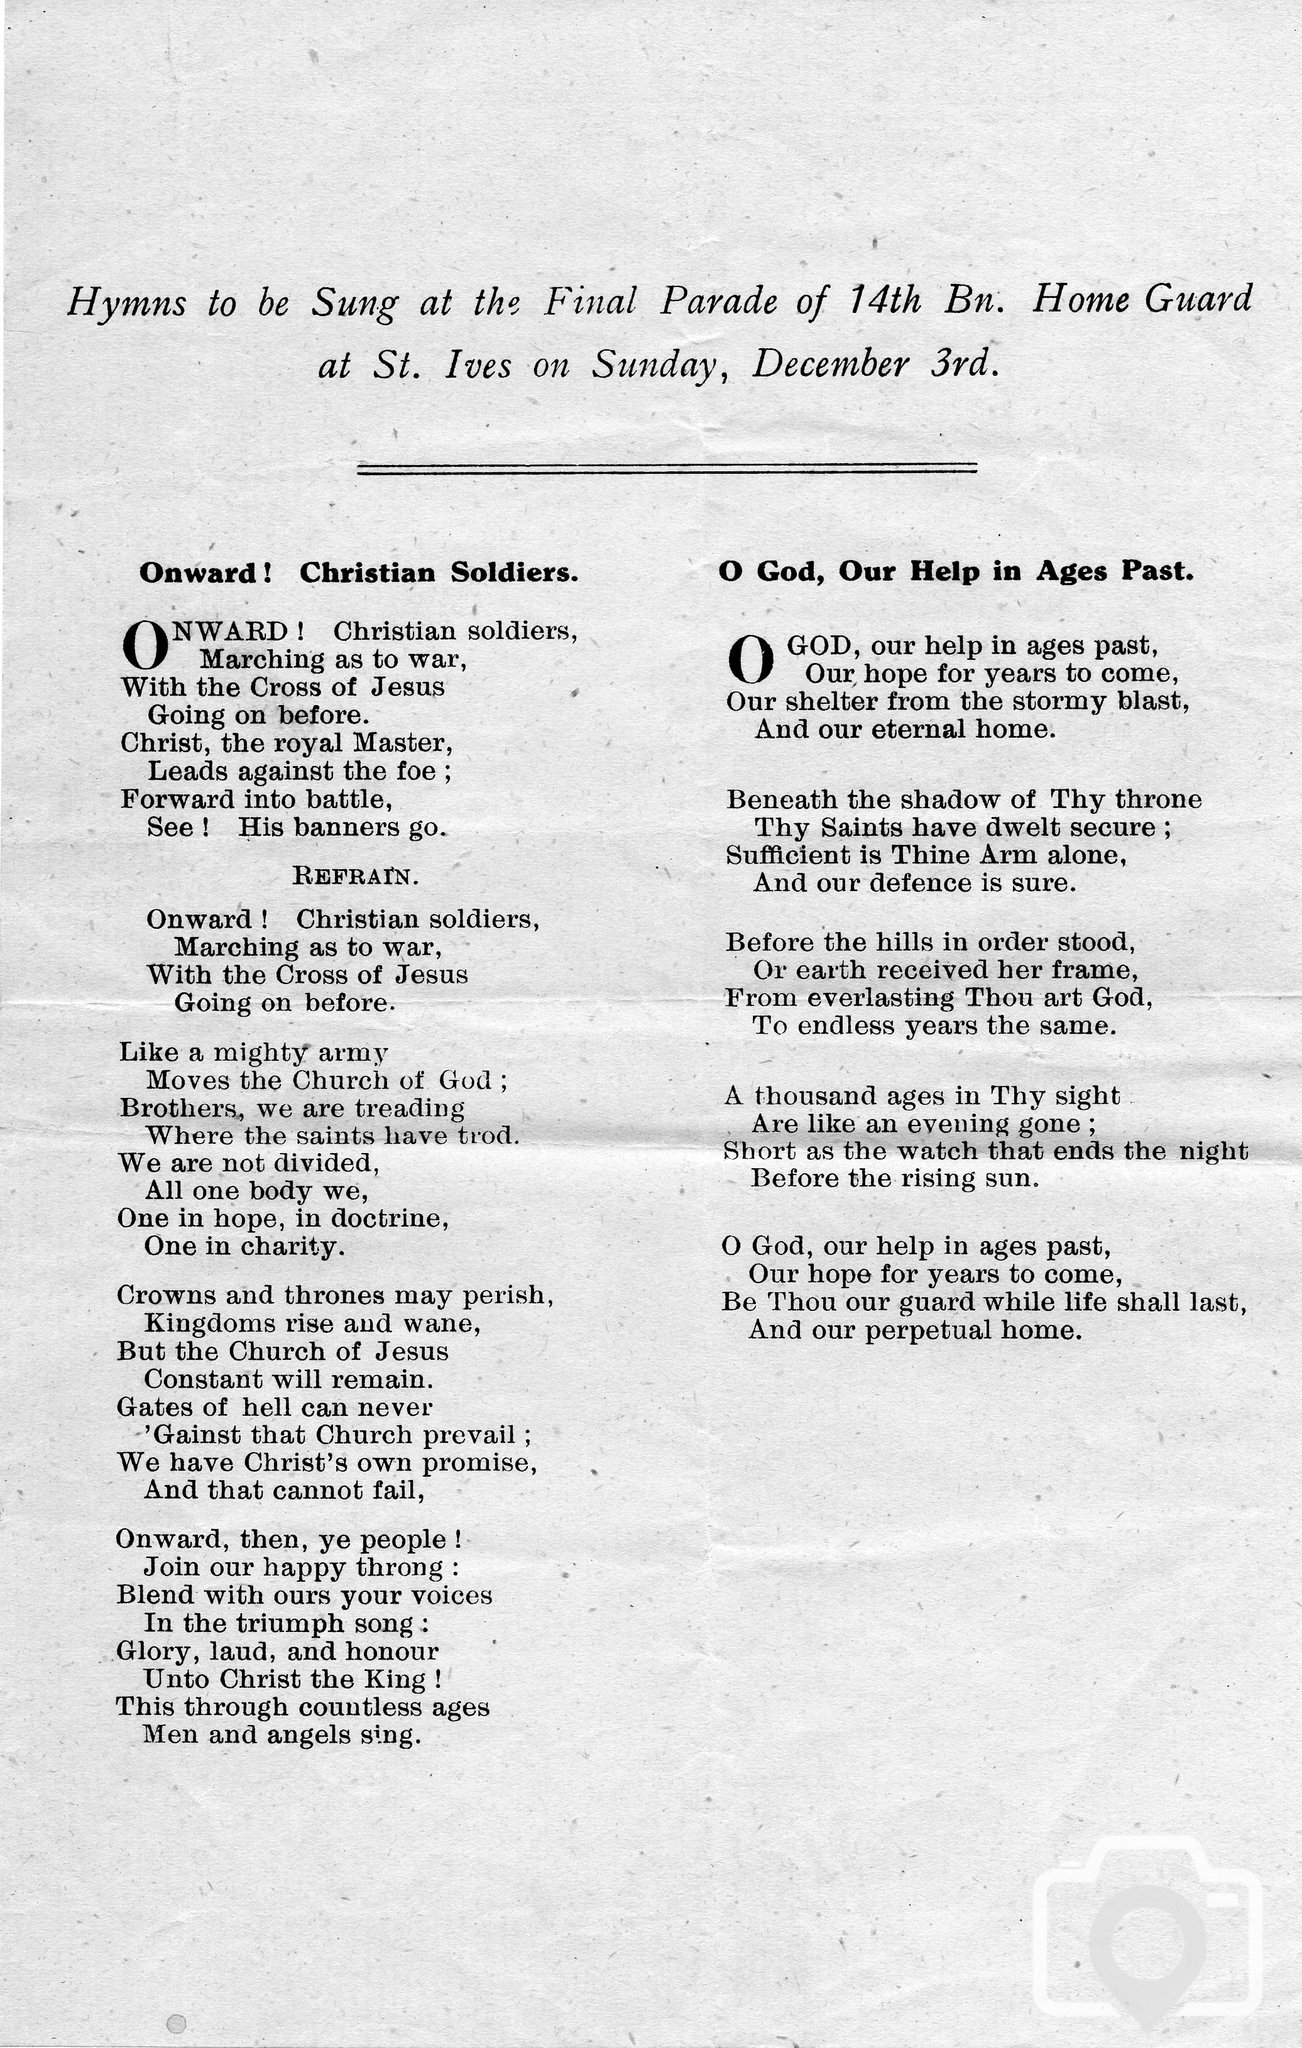 Hymns to be Sung at the Final Parade of 14th Bn. Home Guard
at St. Ives on Sunday, December 3rd.
Onward! Christian Soldiers.
ONWARD! Christian soldiers,
Marching as to war,
With the Cross of Jesus
Going on before.
Christ, the royal Master,
Leads against the foe;
Forward into battle,
See! His banners go.
REFRAIN.
Onward! Christian soldiers,
Marching as to war,
With the Cross of Jesus
Going on before.
Like a mighty army
Moves the Church of God;
Brothers, we are treading
Where the saints have trod.
We are not divided,
All one body we,
One in hope, in doctrine,
One in charity.
Crowns and thrones may perish,
Kingdoms rise and wane,
But the Church of Jesus
Constant will remain.
Gates of hell can never
'Gainst that Church prevail;
We have Christ's own promise,
And that cannot fail,
Onward, then, ye people!
Join our happy throng:
Blend with ours your voices
In the triumph song:
Glory, laud, and honour
Unto Christ the King!
This through countless ages
Men and angels sing.
O God, Our Help in Ages Past.
O GOD, our help in ages past,
Our hope for years to come,
Our shelter from the stormy blast,
And our eternal home.
Beneath the shadow of Thy throne
Thy Saints have dwelt secure;
Sufficient is Thine Arm alone,
And our defence is sure.
Before the hills in order stood,
Or earth received her frame,
From everlasting Thou art God,
To endless years the same.
A thousand ages in Thy sight
Are like an evening gone;
Short as the watch that ends the night
Before the rising sun.
O God, our help in ages past,
Our hope for years to come,
Be Thou our guard while life shall last,
And our perpetual home.